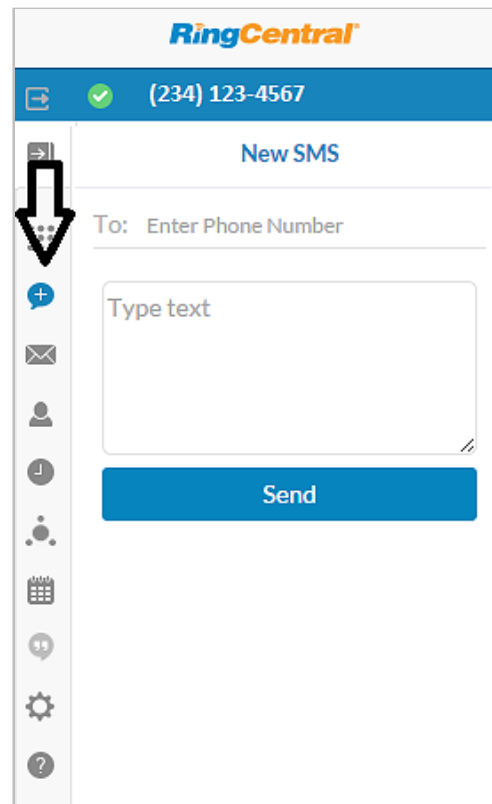 RingCentral
(234) 123-4567
New SMS
To: Enter Phone Number
Type text
Send
?